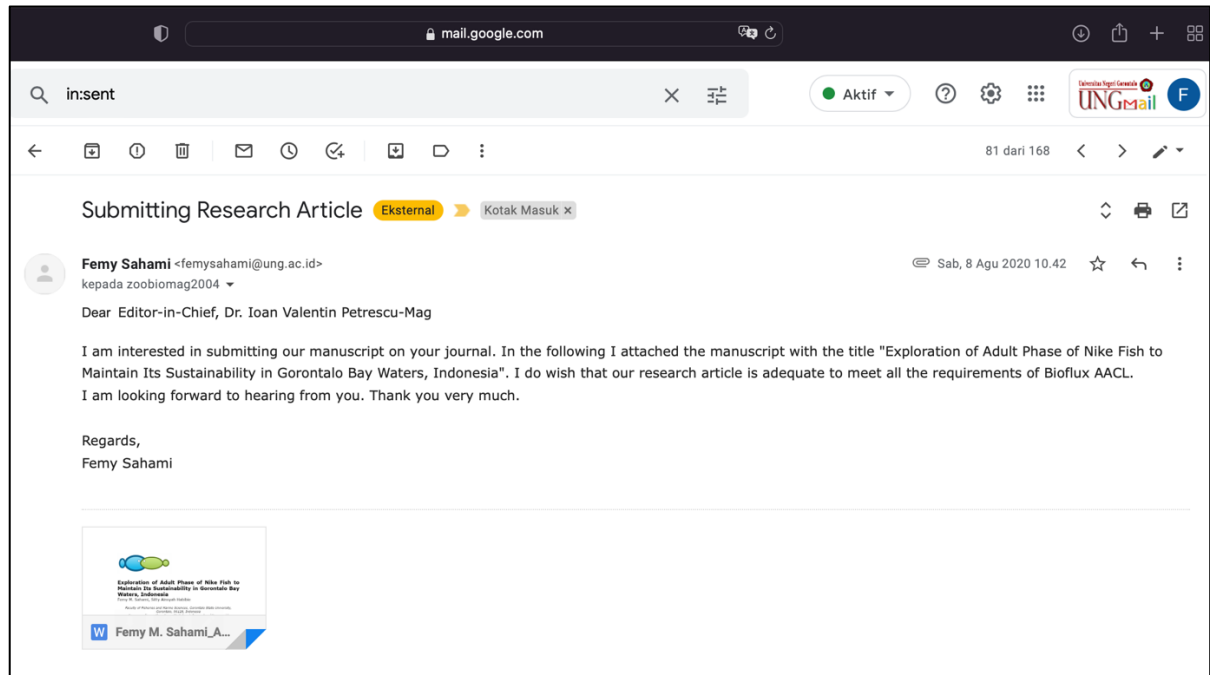 mail.google.com
in:sent
Aktif
Universitas Negeri Gorontalo
UNGMail
F
81 dari 168
Submitting Research Article Eksternal Kotak Masuk ×
Femy Sahami <femysahami@ung.ac.id>
Sab, 8 Agu 2020 10.42
kepada zoobiomag2004
Dear Editor-in-Chief, Dr. Ioan Valentin Petrescu-Mag
I am interested in submitting our manuscript on your journal. In the following I attached the manuscript with the title "Exploration of Adult Phase of Nike Fish to
Maintain Its Sustainability in Gorontalo Bay Waters, Indonesia". I do wish that our research article is adequate to meet all the requirements of Bioflux AACL.
I am looking forward to hearing from you. Thank you very much.
Regards,
Femy Sahami
Exploration of Adult Phase of Nike Fish to
Maintain Its Sustainability in Gorontalo Bay
Waters, Indonesia
W Femy M. Sahami_A...